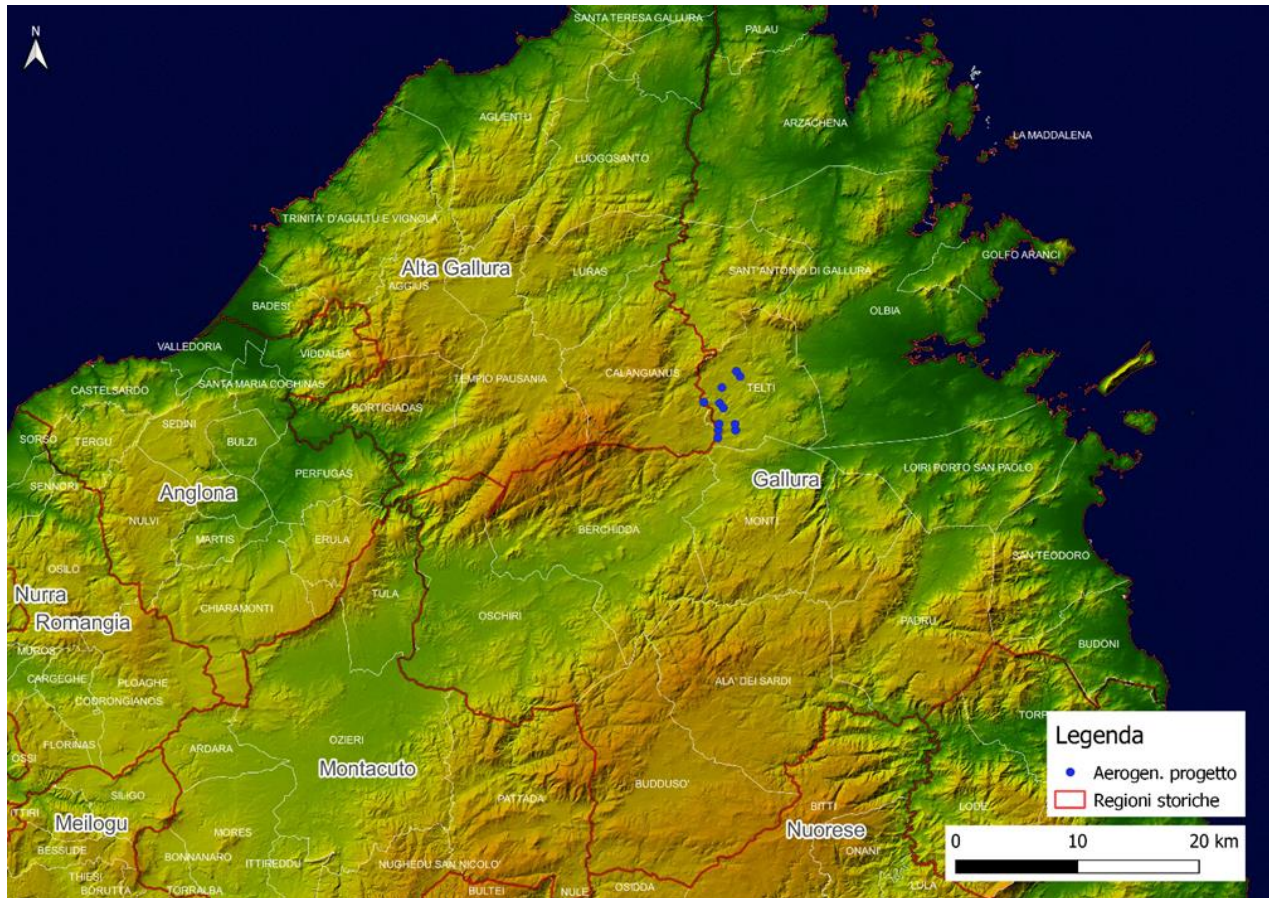 N
SANTA TERESA GALLURA
PALAU
AGLIENTU
ARZACHENA
LA MADDALENA
LUOGOSANTO
TRINITA' D'AGULTU E VIGNOLA
GOLFO ARANCI
Alta Gallura
LURAS
SANT'ANTONIO DI GALLURA
AGGIUS
BADESI
OLBIA
VALLEDORIA
VIDDALBA
CALANGIANUS
CASTELSARDO
SANTA MARIA COGHINAS
TEMPIO PAUSANIA
TELTI
BORTIGIADAS
SEDINI
SORSO
TERGU
BULZI
SENNORI
PERFUGAS
LOIRI PORTO SAN PAOLO
Anglona
Gallura
NULVI
MONTI
BERCHIDDA
MARTIS
ERULA
SAN TEODORO
OSILO
Nurra
TULA
CHIARAMONTI
OSCHIRI
Romangia
PADRU
MUROS
BUDONI
CARGEGHE
PLOAGHE
ALA' DEI SARDI
CODRONGIANOS
TORP
FLORINAS
OZIERI
OSSI
ARDARA
Montacuto
BUDDUSO'
SILIGO
PATTADA
ITTIRI
BITTI
LODE'
Meilogu
Nuorese
MORES
BESSUDE
BONNANARO
ITTIREDDU
NUGHEDU SAN NICOLO'
ONANI
THIESI
BORUTTA
TORRALBA
BULTEI
NULE
OSIDDA
LULA
Legenda
Aerogen. progetto
Regioni storiche
0 10 20 km